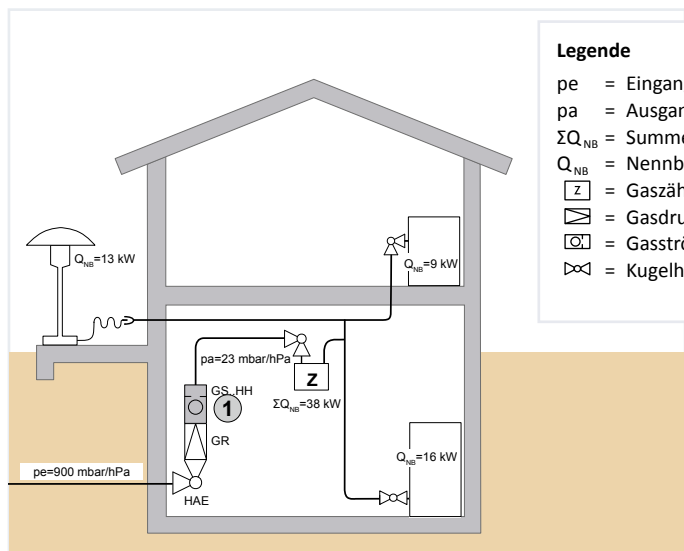 Legende
pe = Eingan
pa = Ausgan
ΣQNB = Summe
QNB = Nennb
Z = Gaszäh
= Gasdru
= Gasströ
= Kugelh
QNB=13 kW
QNB=9 kW
pa=23 mbar/hPa
Z
GS..HH
ΣQNB=38 kW
1
GR
QNB=16 kW
pe=900 mbar/hPa
HAE